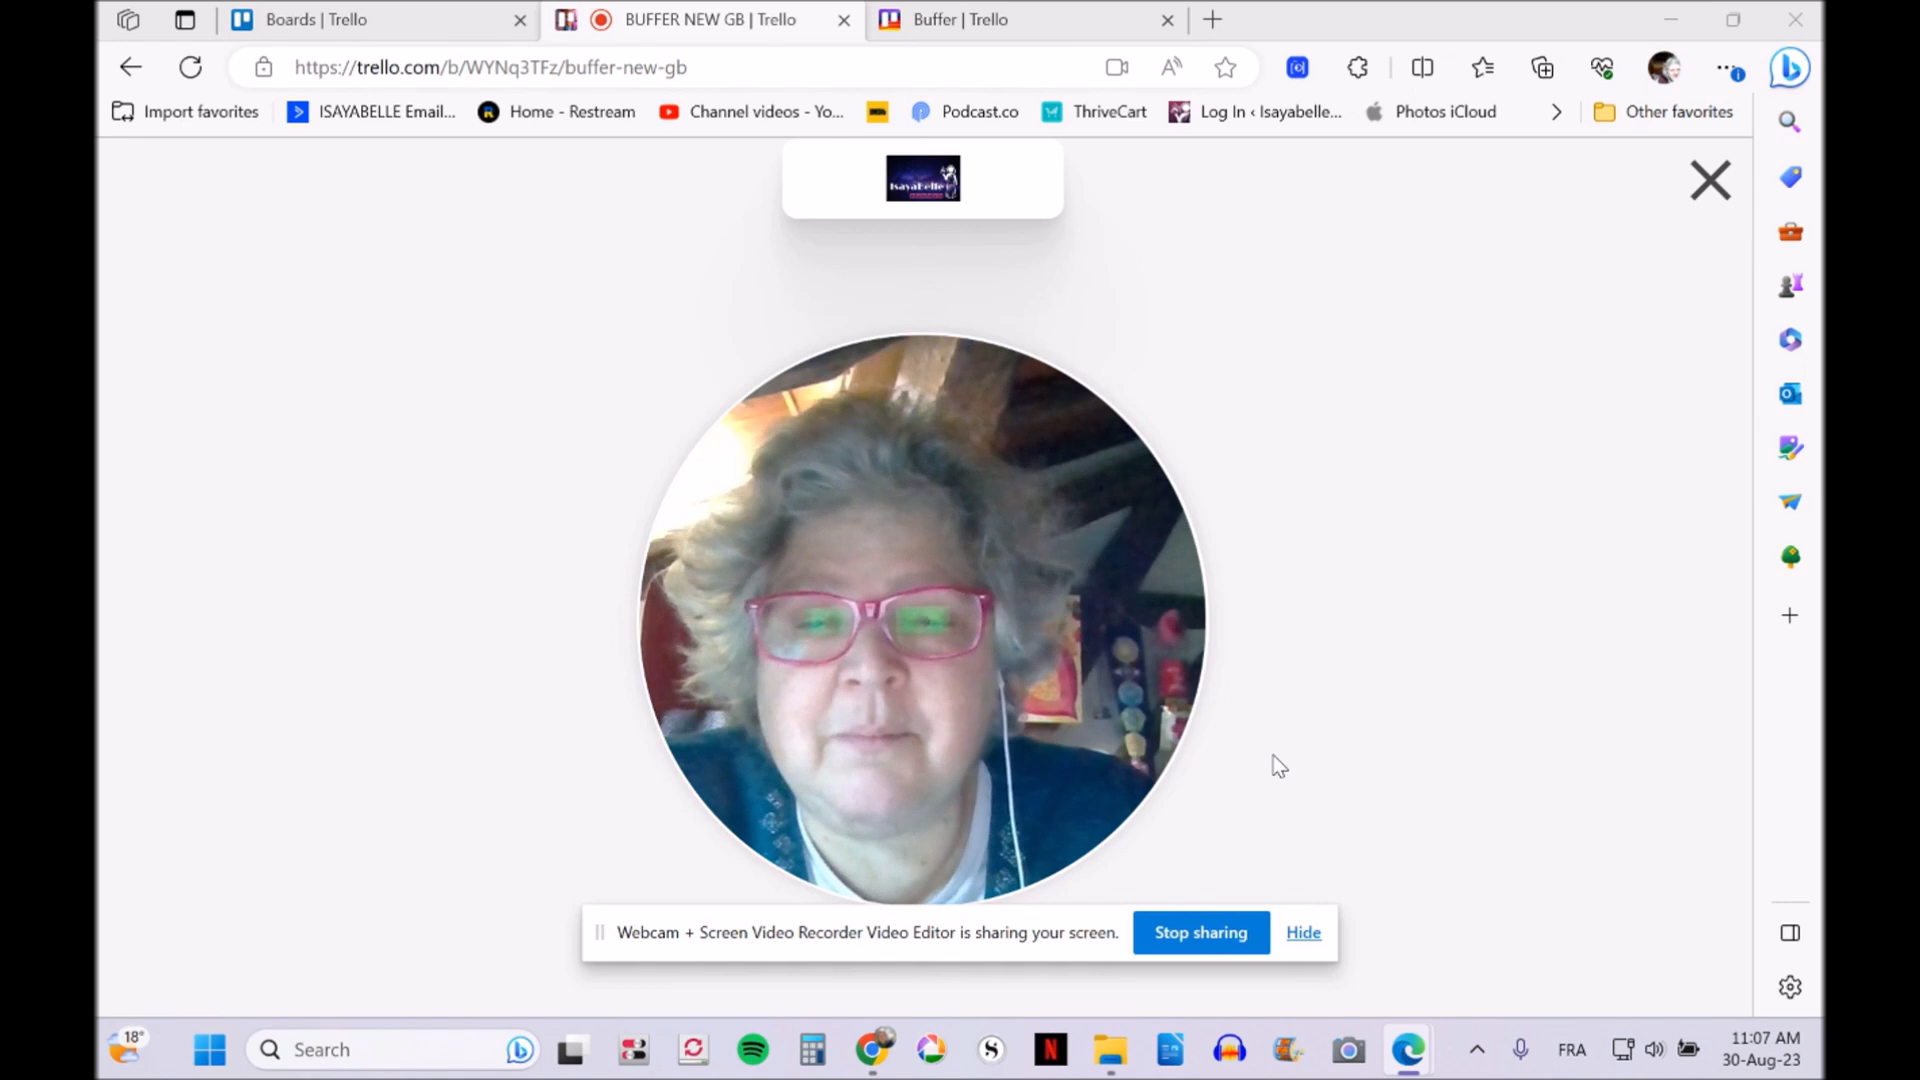 Boards | Trello
BUFFER NEW GB | Trello
Buffer | Trello
https://trello.com/b/WYNq3TFz/buffer-new-gb
Import favorites
ISAYABELLE Email...
Home - Restream
Channel videos - Yo...
Podcast.co
ThriveCart
Log In ‹ Isayabelle...
Photos iCloud
Other favorites
IsayaBelle
Webcam + Screen Video Recorder Video Editor is sharing your screen.
Stop sharing
Hide
18°
Search
FRA
11:07 AM
30-Aug-23